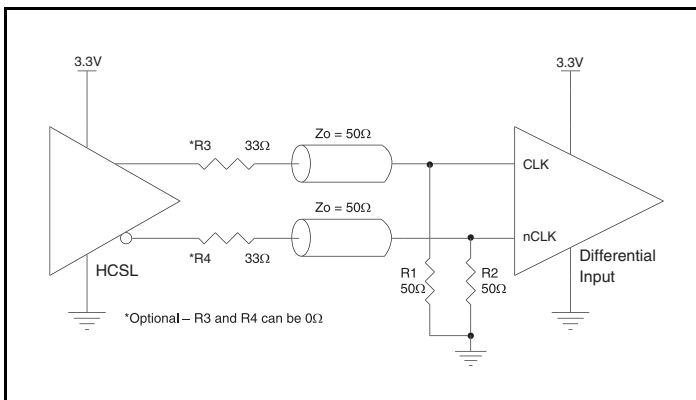 3.3V
3.3V
Zo = 50Ω
*R3 33Ω
CLK
Zo = 50Ω
nCLK
*R4 33Ω
HCSL
Differential
Input
R1
50Ω
R2
50Ω
*Optional – R3 and R4 can be 0Ω